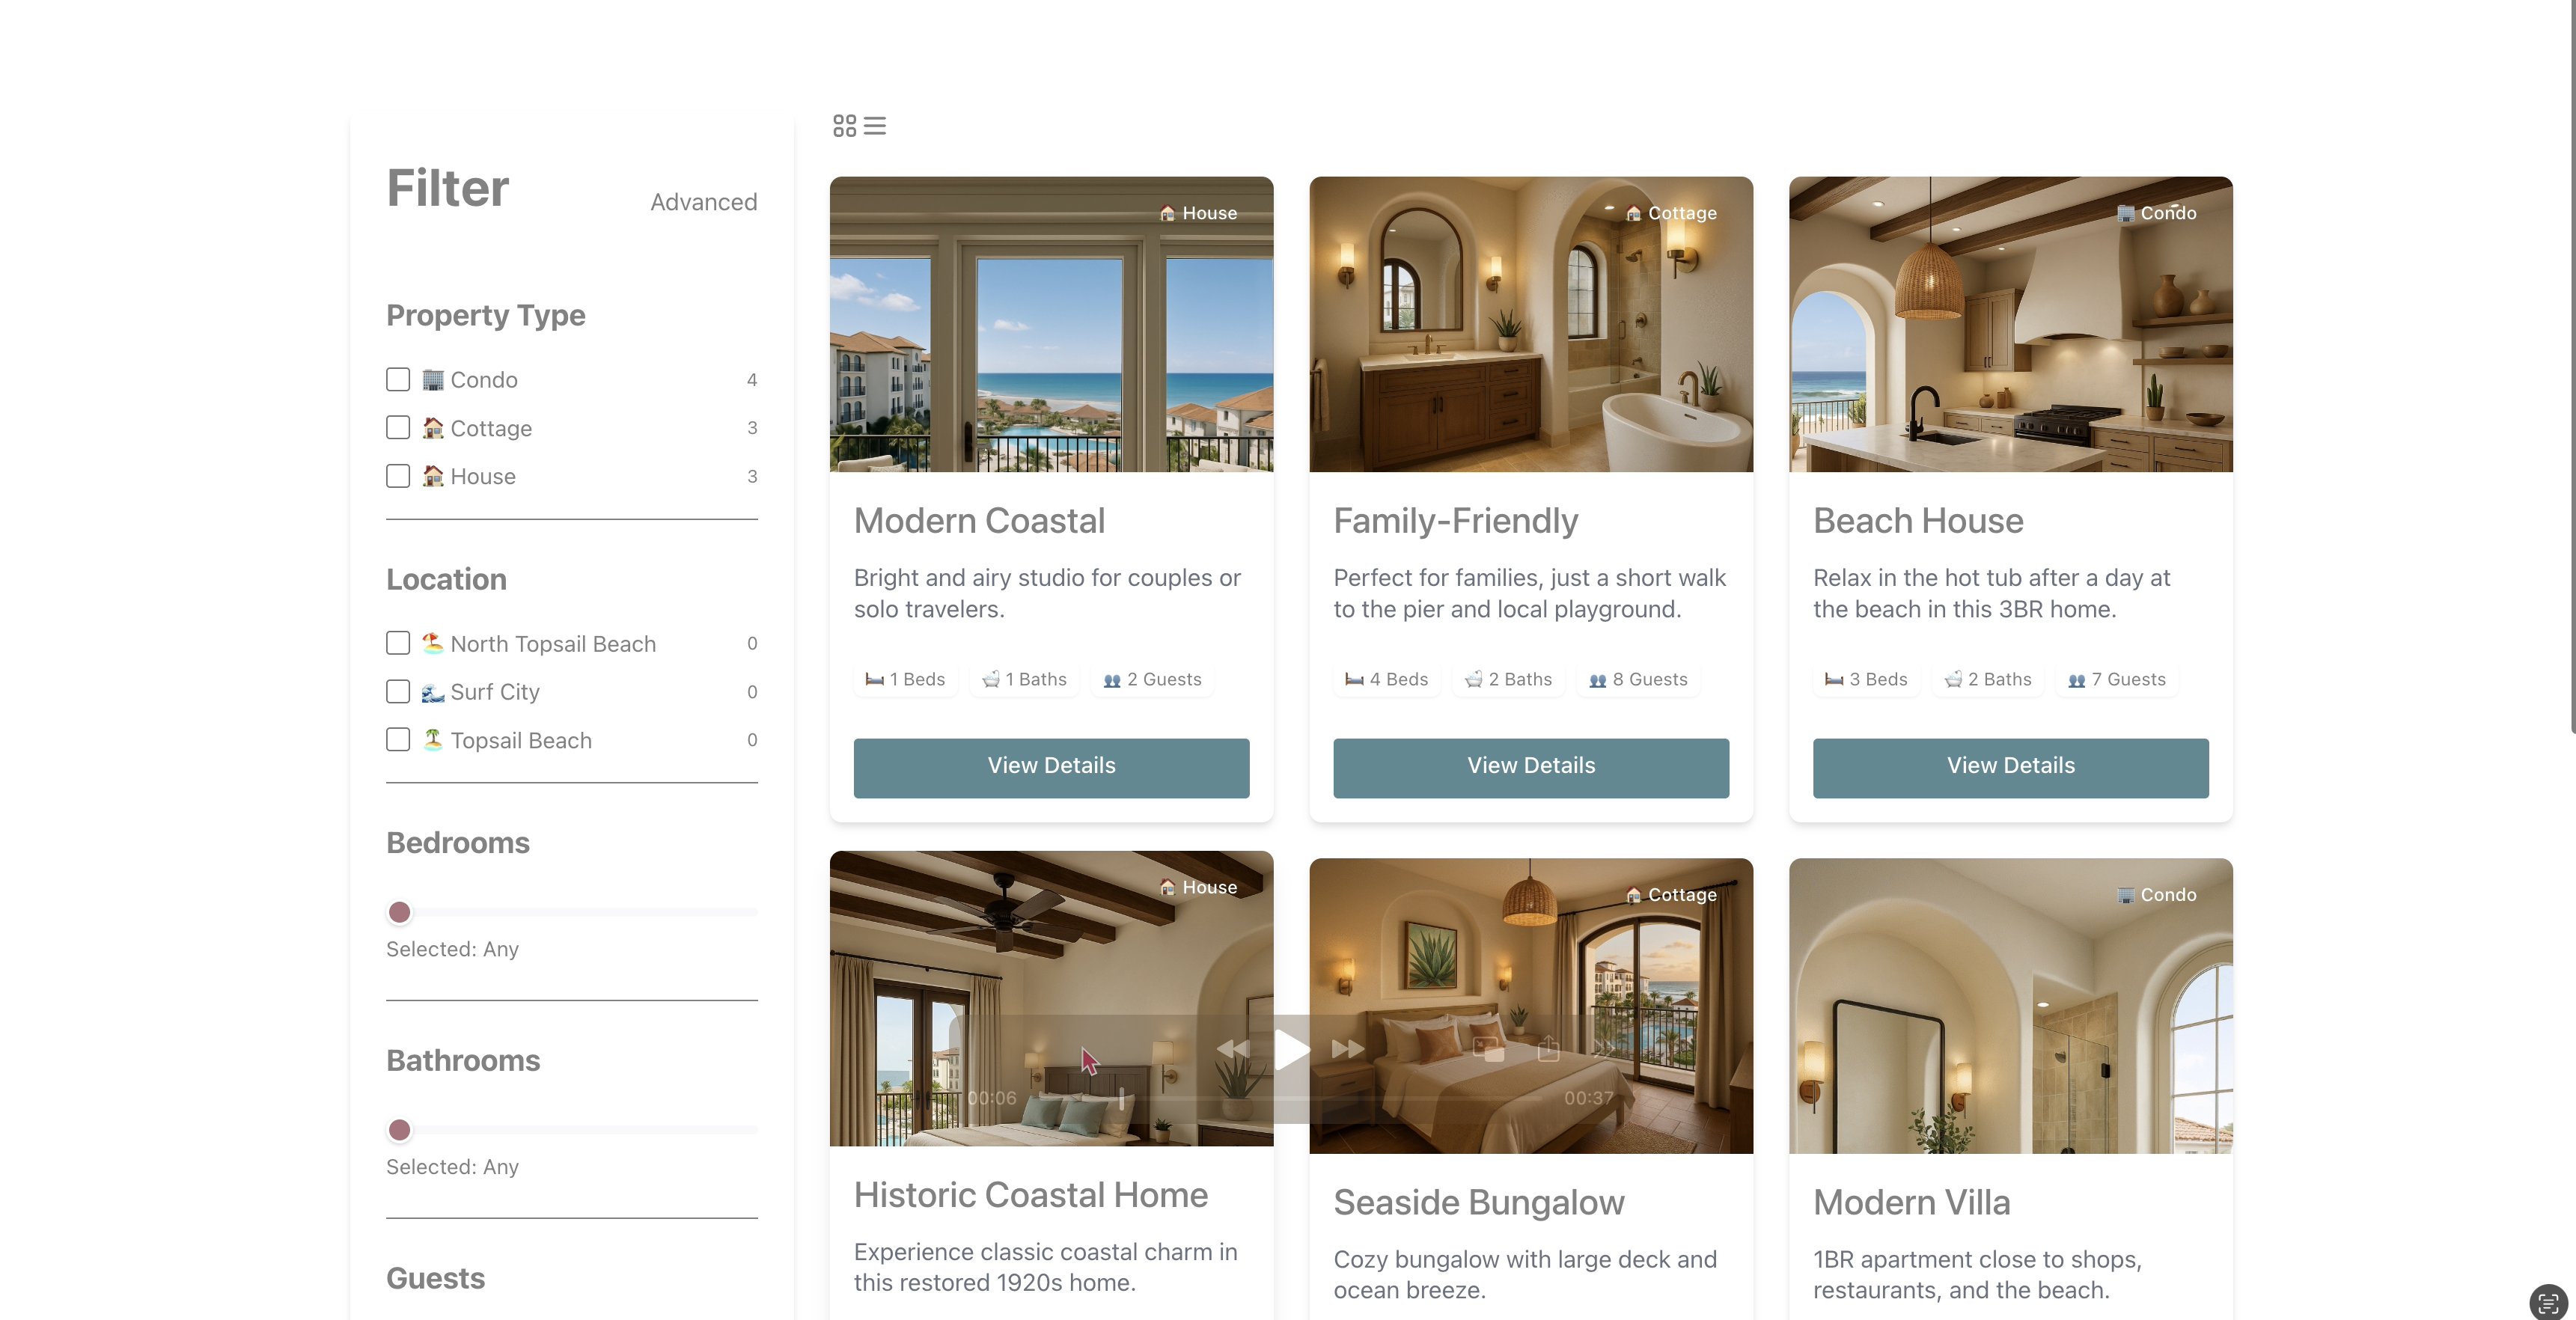 Filter
Advanced
Property Type
Condo 4
Cottage 3
House 3
Location
North Topsail Beach 0
Surf City 0
Topsail Beach 0
Bedrooms
Selected: Any
Bathrooms
Selected: Any
Guests
House
Modern Coastal
Bright and airy studio for couples or
solo travelers.
1 Beds 1 Baths 2 Guests
View Details
Cottage
Family-Friendly
Perfect for families, just a short walk
to the pier and local playground.
4 Beds 2 Baths 8 Guests
View Details
Condo
Beach House
Relax in the hot tub after a day at
the beach in this 3BR home.
3 Beds 2 Baths 7 Guests
View Details
House
00:06
Historic Coastal Home
Experience classic coastal charm in
this restored 1920s home.
Cottage
00:37
Seaside Bungalow
Cozy bungalow with large deck and
ocean breeze.
Condo
Modern Villa
1BR apartment close to shops,
restaurants, and the beach.